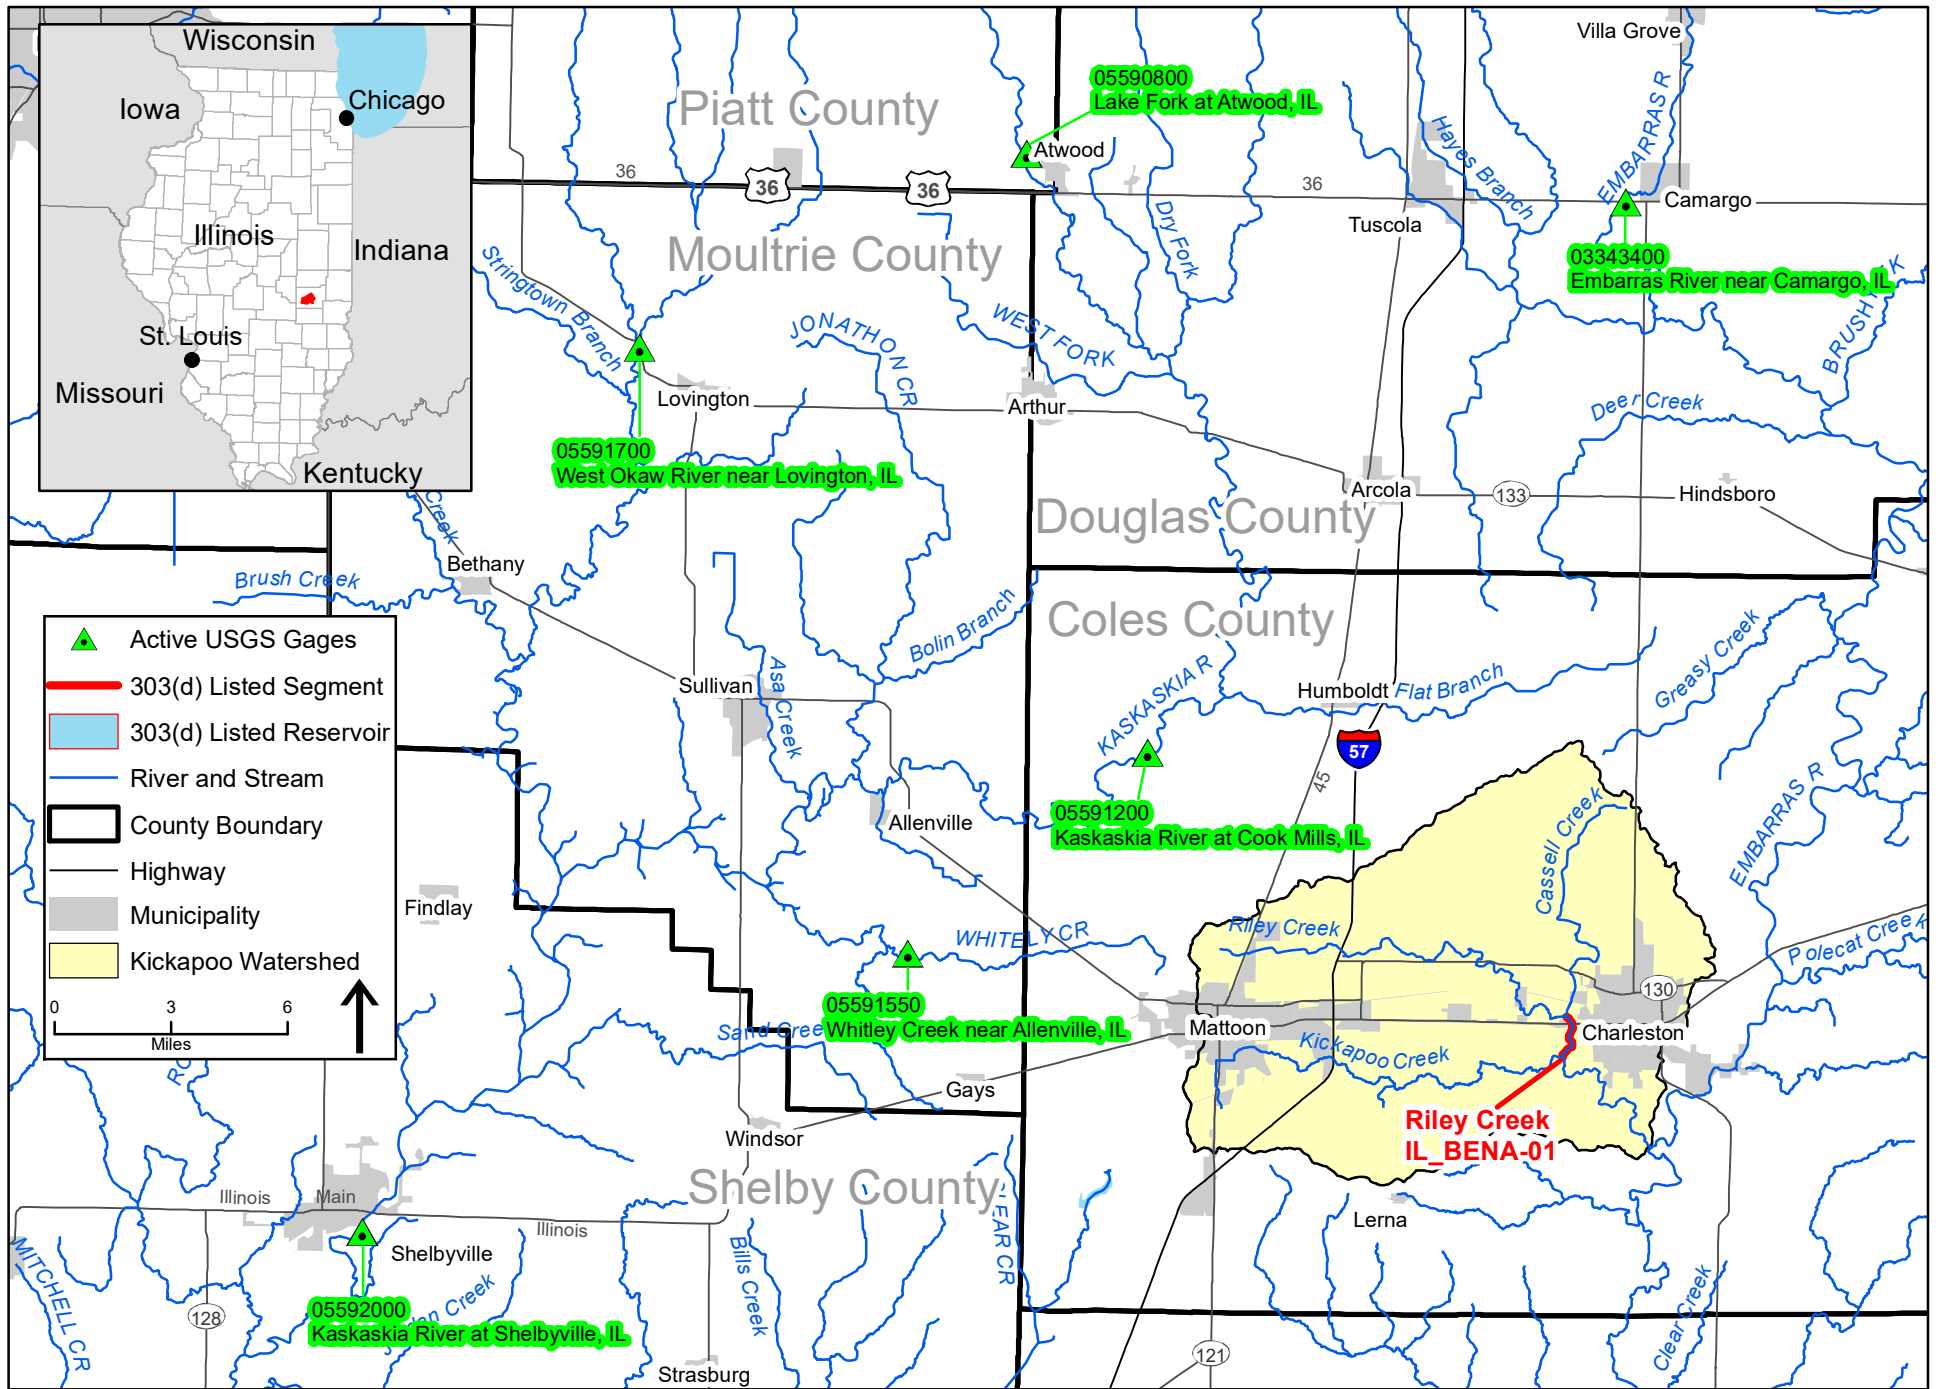 Wisconsin
Iowa
Chicago
Illinois
Indiana
St. Louis
Missouri
Kentucky
Villa Grove
Piatt County
05590800
Lake Fork at Atwood, IL
Atwood
36
36
36
36
Hayes Branch
EMBARRAS R
Camargo
Tuscola
Dry Fork
Moultrie County
03343400
Embarras River near Camargo, IL
Stringtown Branch
JONATHON CR
WEST FORK
Lovington
Arthur
Deer Creek
05591700
West Okaw River near Lovington, IL
Arcola
133
Hindsboro
Douglas County
Creek
Bethany
Brush Creek
Coles County
Bolin Branch
Greasy Creek
Active USGS Gages
303(d) Listed Segment
303(d) Listed Reservoir
River and Stream
County Boundary
Highway
Municipality
Kickapoo Watershed
0
3
6
Miles
Sullivan
Asa Creek
KASKASKIA R
Humboldt
Flat Branch
57
45
05591200
Kaskaskia River at Cook Mills, IL
Allenville
Cassell Creek
EMBARRAS R
Findlay
WHITELY CR
Riley Creek
Polecat Creek
05591550
Whitley Creek near Allenville, IL
130
Mattoon
Charleston
Kickapoo Creek
Gays
Riley Creek
IL_BENA-01
Windsor
Shelby County
Illinois
Main
Illinois
Lerna
Shelbyville
MITCHELL CR
128
05592000
Kaskaskia River at Shelbyville, IL
Bills Creek
Strasburg
121
Clear Creek